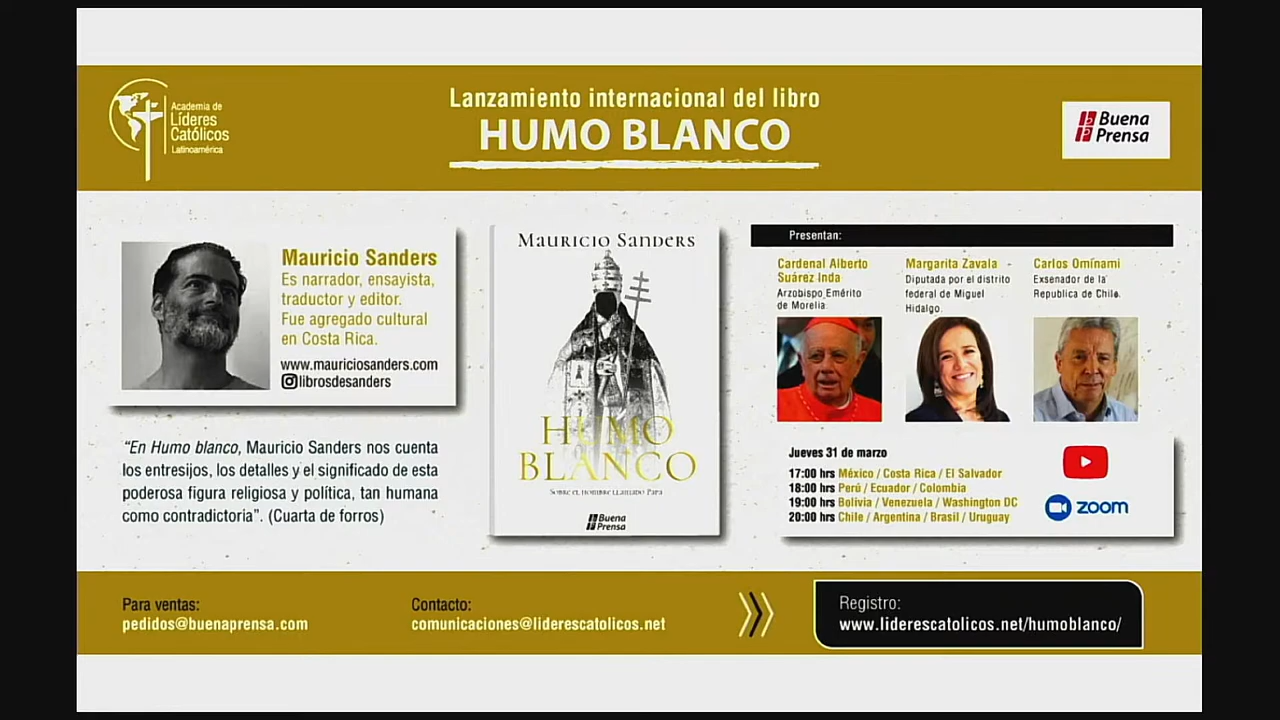 Academia de
Líderes
Católicos
Latinoamérica
Lanzamiento internacional del libro
HUMO BLANCO
Buena
Prensa
Mauricio Sanders
Es narrador, ensayista,
traductor y editor.
Fue agregado cultural
en Costa Rica.
www.mauriciosanders.com
librosdesanders
“En Humo blanco, Mauricio Sanders nos cuenta
los entresijos, los detalles y el significado de esta
poderosa figura religiosa y política, tan humana
como contradictoria”. (Cuarta de forros)
Mauricio Sanders
HUMO
BLANCO
Sobre el hombre llamado Papa
Buena
Prensa
Presentan:
Cardenal Alberto
Suárez Inda
Arzobispo Emérito
de Morelia.
Margarita Zavala
Diputada por el distrito
federal de Miguel
Hidalgo.
Carlos Omínami
Exsenador de la
Republica de Chile.
Jueves 31 de marzo
17:00 hrs México / Costa Rica / El Salvador
18:00 hrs Perú / Ecuador / Colombia
19:00 hrs Bolivia / Venezuela / Washington DC
20:00 hrs Chile / Argentina / Brasil / Uruguay
zoom
Para ventas:
pedidos@buenaprensa.com
Contacto:
comunicaciones@liderescatolicos.net
Registro:
www.liderescatolicos.net/humoblanco/